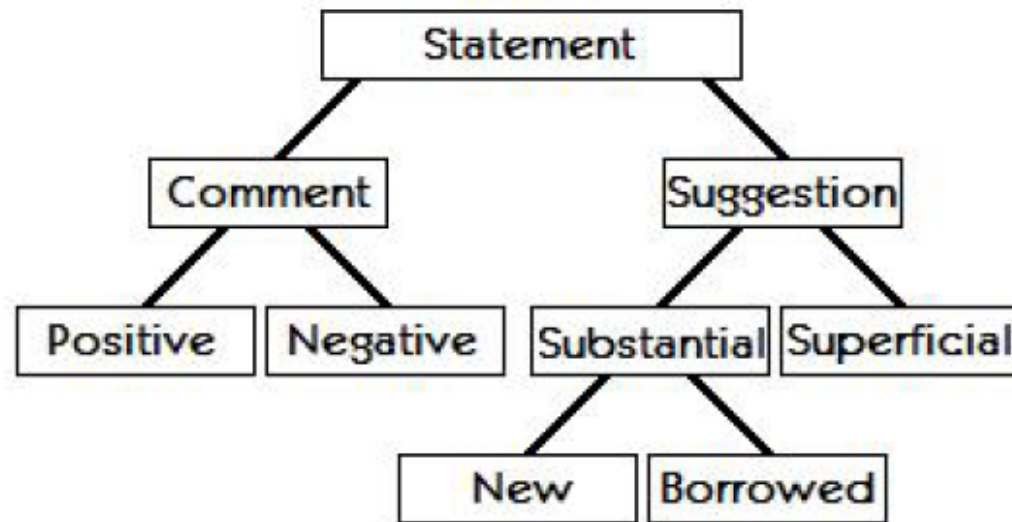 Statement
Comment Suggestion
Positive Negative Substantial Superficial
New Borrowed